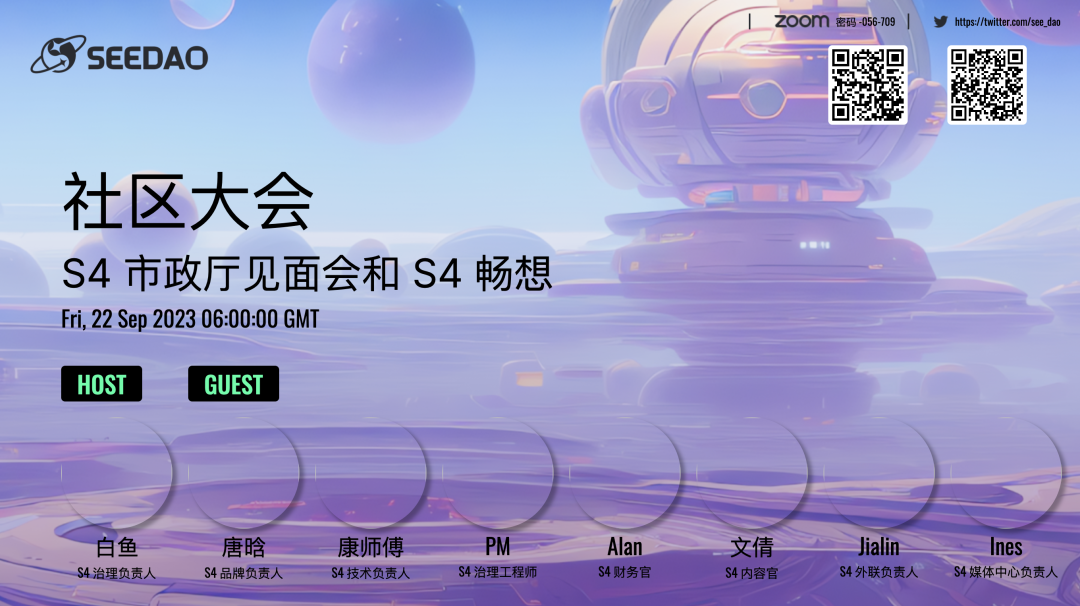 SEEDAO
zoom 密码 -056-709
https://twitter.com/see_dao
社区大会
S4 市政厅见面会和 S4 畅想
Fri, 22 Sep 2023 06:00:00 GMT
HOST
GUEST
白鱼
唐晗
康师傅
PM
Alan
文倩
Jialin
Ines
S4 治理负责人
S4 品牌负责人
S4 技术负责人
S4 治理工程师
S4 财务官
S4 内容官
S4 外联负责人
S4 媒体中心负责人